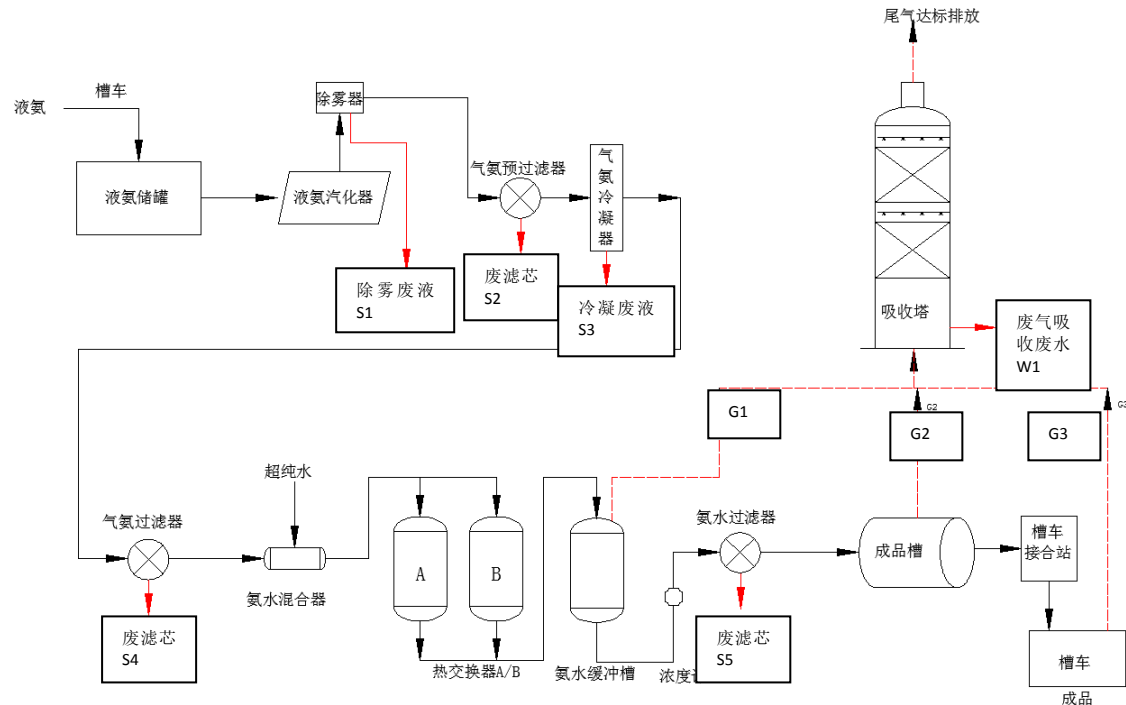 尾气达标排放
槽车
液氨
除雾器
气氨预过滤器
气氨冷凝器
液氨储罐
液氨汽化器
除雾废液
S1
废滤芯
S2
冷凝废液
S3
吸收塔
废气吸
收废水
W1
G1
G2
G2
G3
超纯水
气氨过滤器
氨水混合器
A
B
氨水过滤器
成品槽
槽车
接合站
废滤芯
S4
热交换器A/B
氨水缓冲槽
浓度
废滤芯
S5
槽车
成品